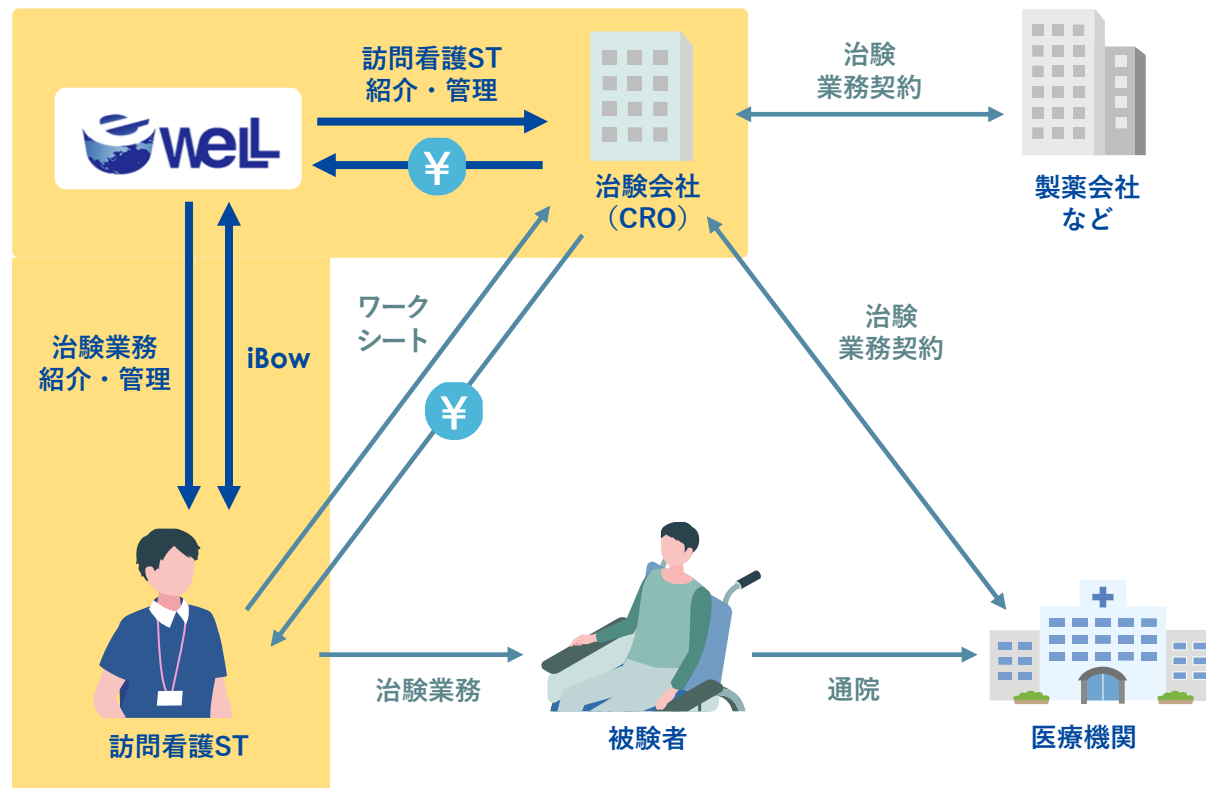 訪問看護ST
紹介・管理
治験
業務契約
eWeLL
¥
治験会社
（CRO）
製薬会社
など
ワーク
シート
治験
業務契約
治験業務
紹介・管理
iBow
¥
治験業務
通院
訪問看護ST
被験者
医療機関